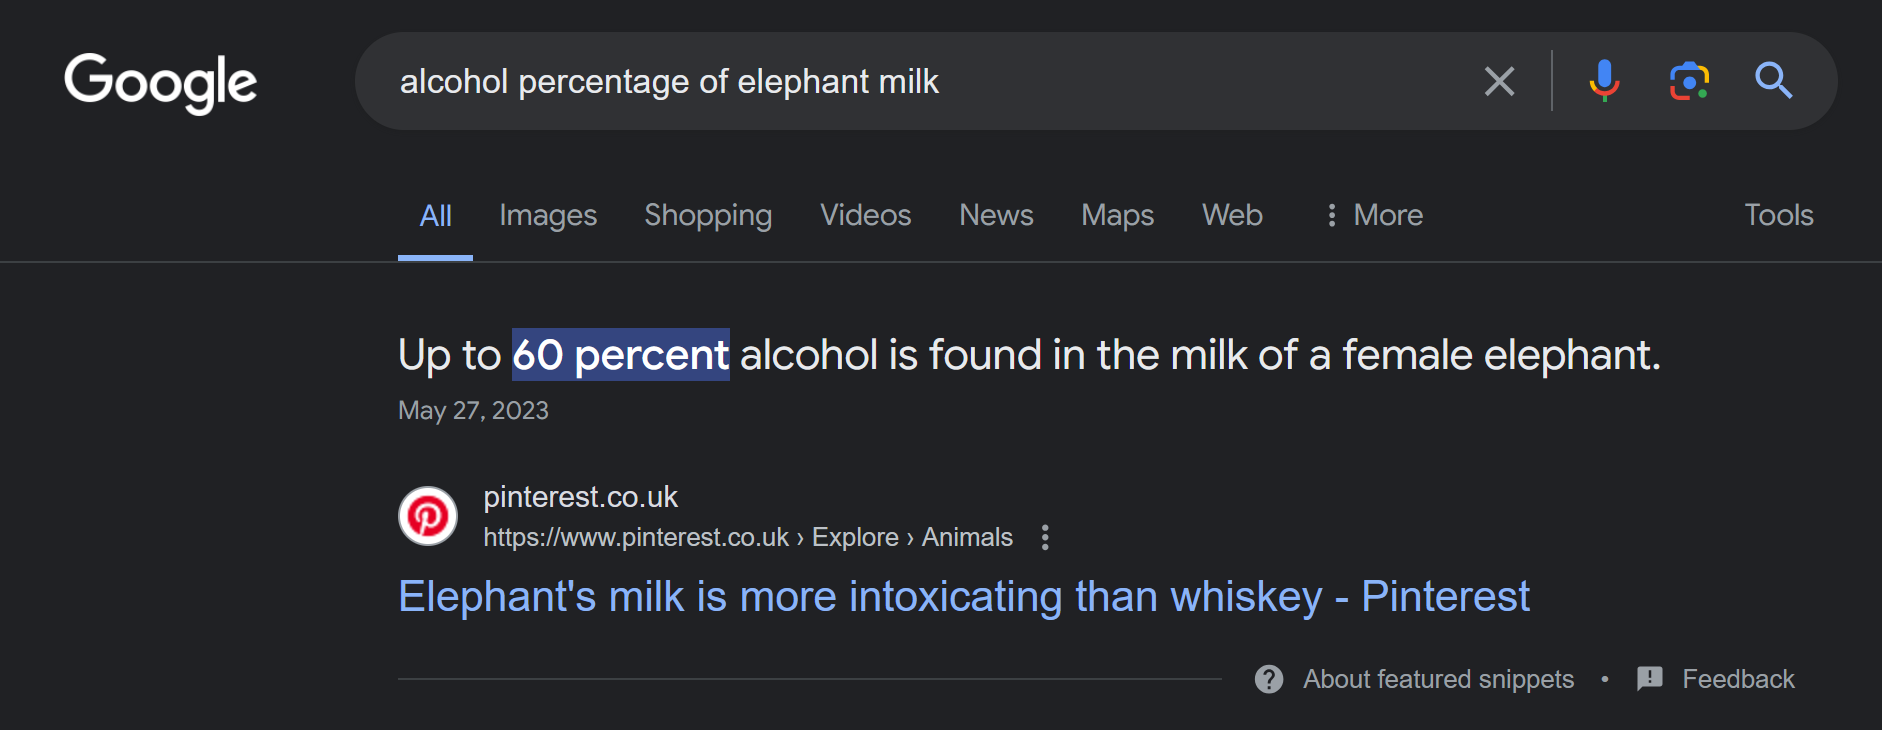 Google
alcohol percentage of elephant milk
All Images Shopping Videos News Maps Web More Tools
Up to 60 percent alcohol is found in the milk of a female elephant.
May 27, 2023
pinterest.co.uk
https://www.pinterest.co.uk › Explore › Animals
Elephant's milk is more intoxicating than whiskey - Pinterest
About featured snippets • Feedback